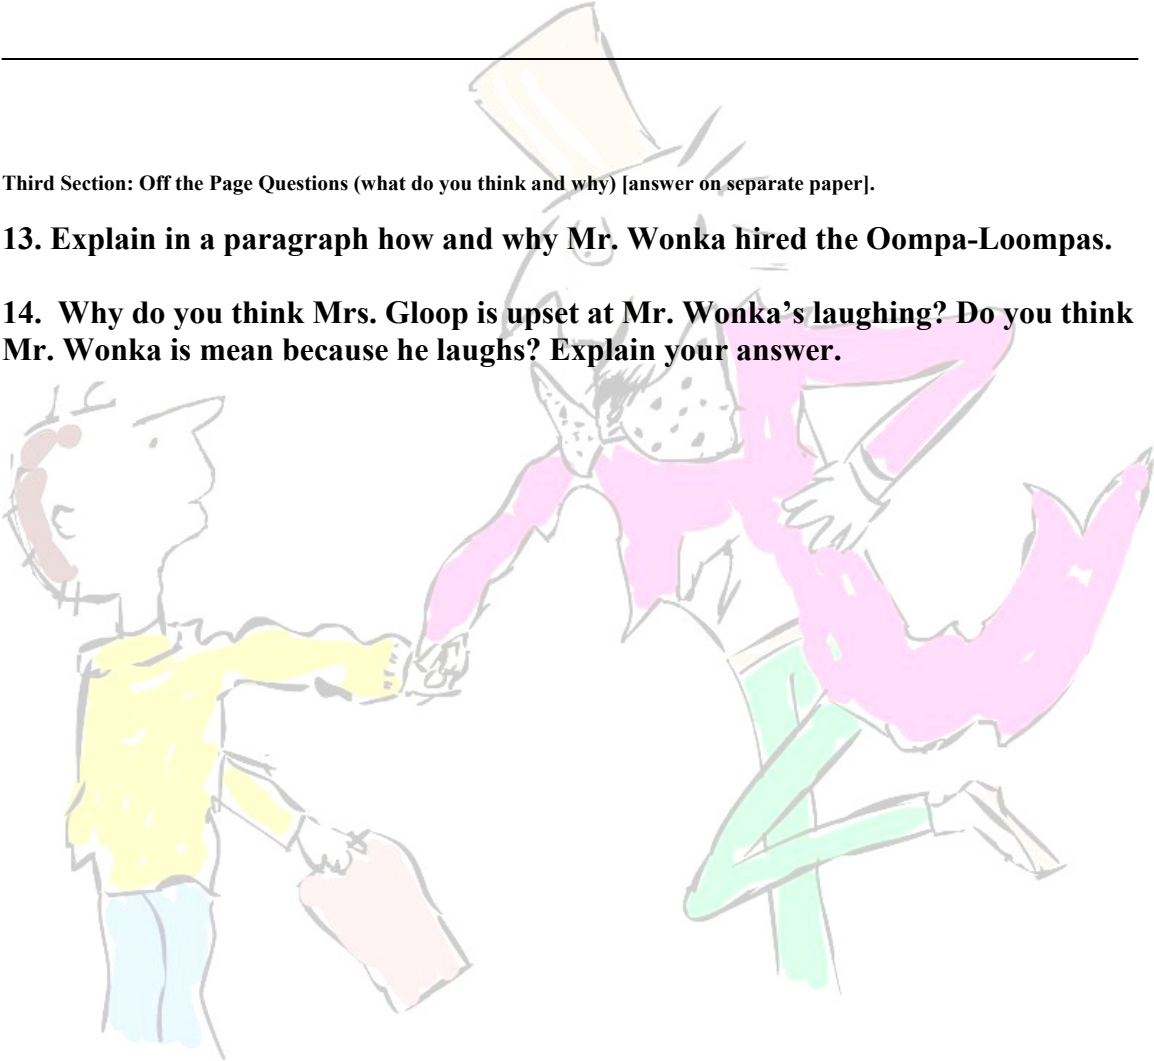 Third Section: Off the Page Questions (what do you think and why) [answer on separate paper].
13. Explain in a paragraph how and why Mr. Wonka hired the Oompa-Loompas.
14.  Why do you think Mrs. Gloop is upset at Mr. Wonka’s laughing? Do you think
Mr. Wonka is mean because he laughs? Explain your answer.